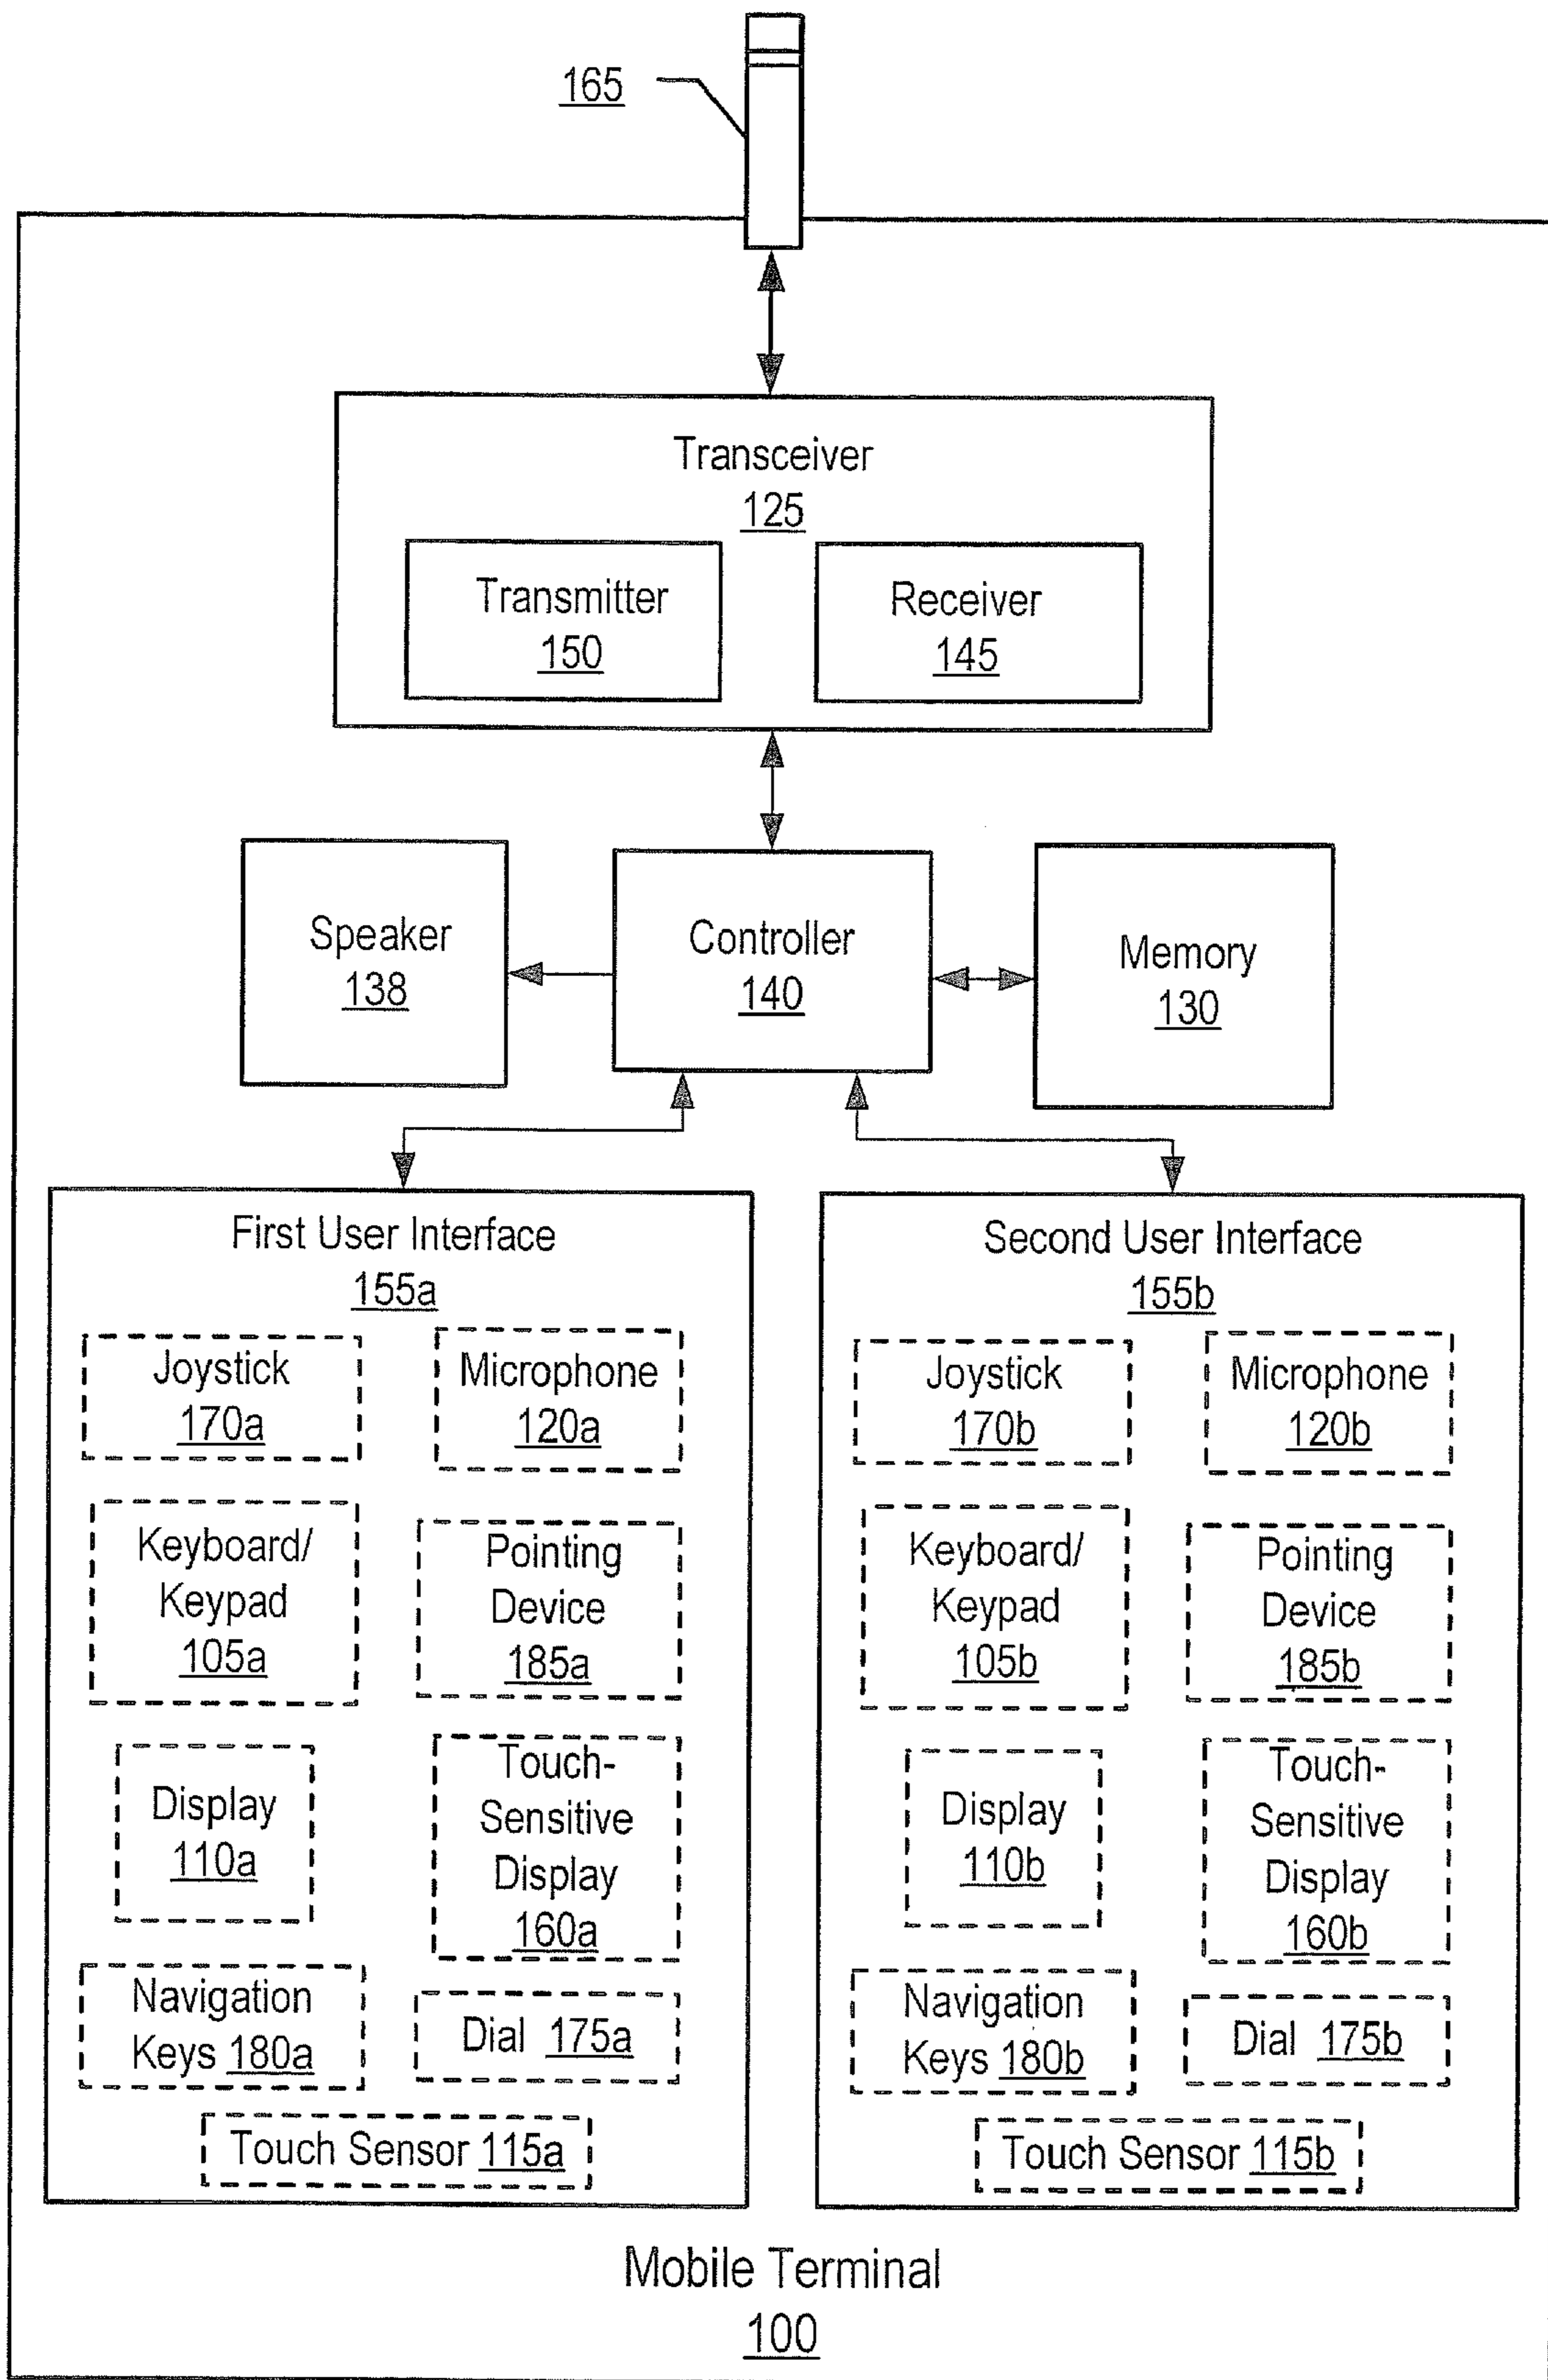 165
Transceiver
125
Transmitter
150
Receiver
145
Speaker
138
Controller
140
Memory
130
First User Interface
155a
Joystick
170a
Microphone
120a
Keyboard/
Keypad
105a
Pointing
Device
185a
Display
110a
Touch-
Sensitive
Display
160a
Navigation
Keys 180a
Dial 175a
Touch Sensor 115a
Second User Interface
155b
Joystick
170b
Microphone
120b
Keyboard/
Keypad
105b
Pointing
Device
185b
Display
110b
Touch-
Sensitive
Display
160b
Navigation
Keys 180b
Dial 175b
Touch Sensor 115b
Mobile Terminal
100